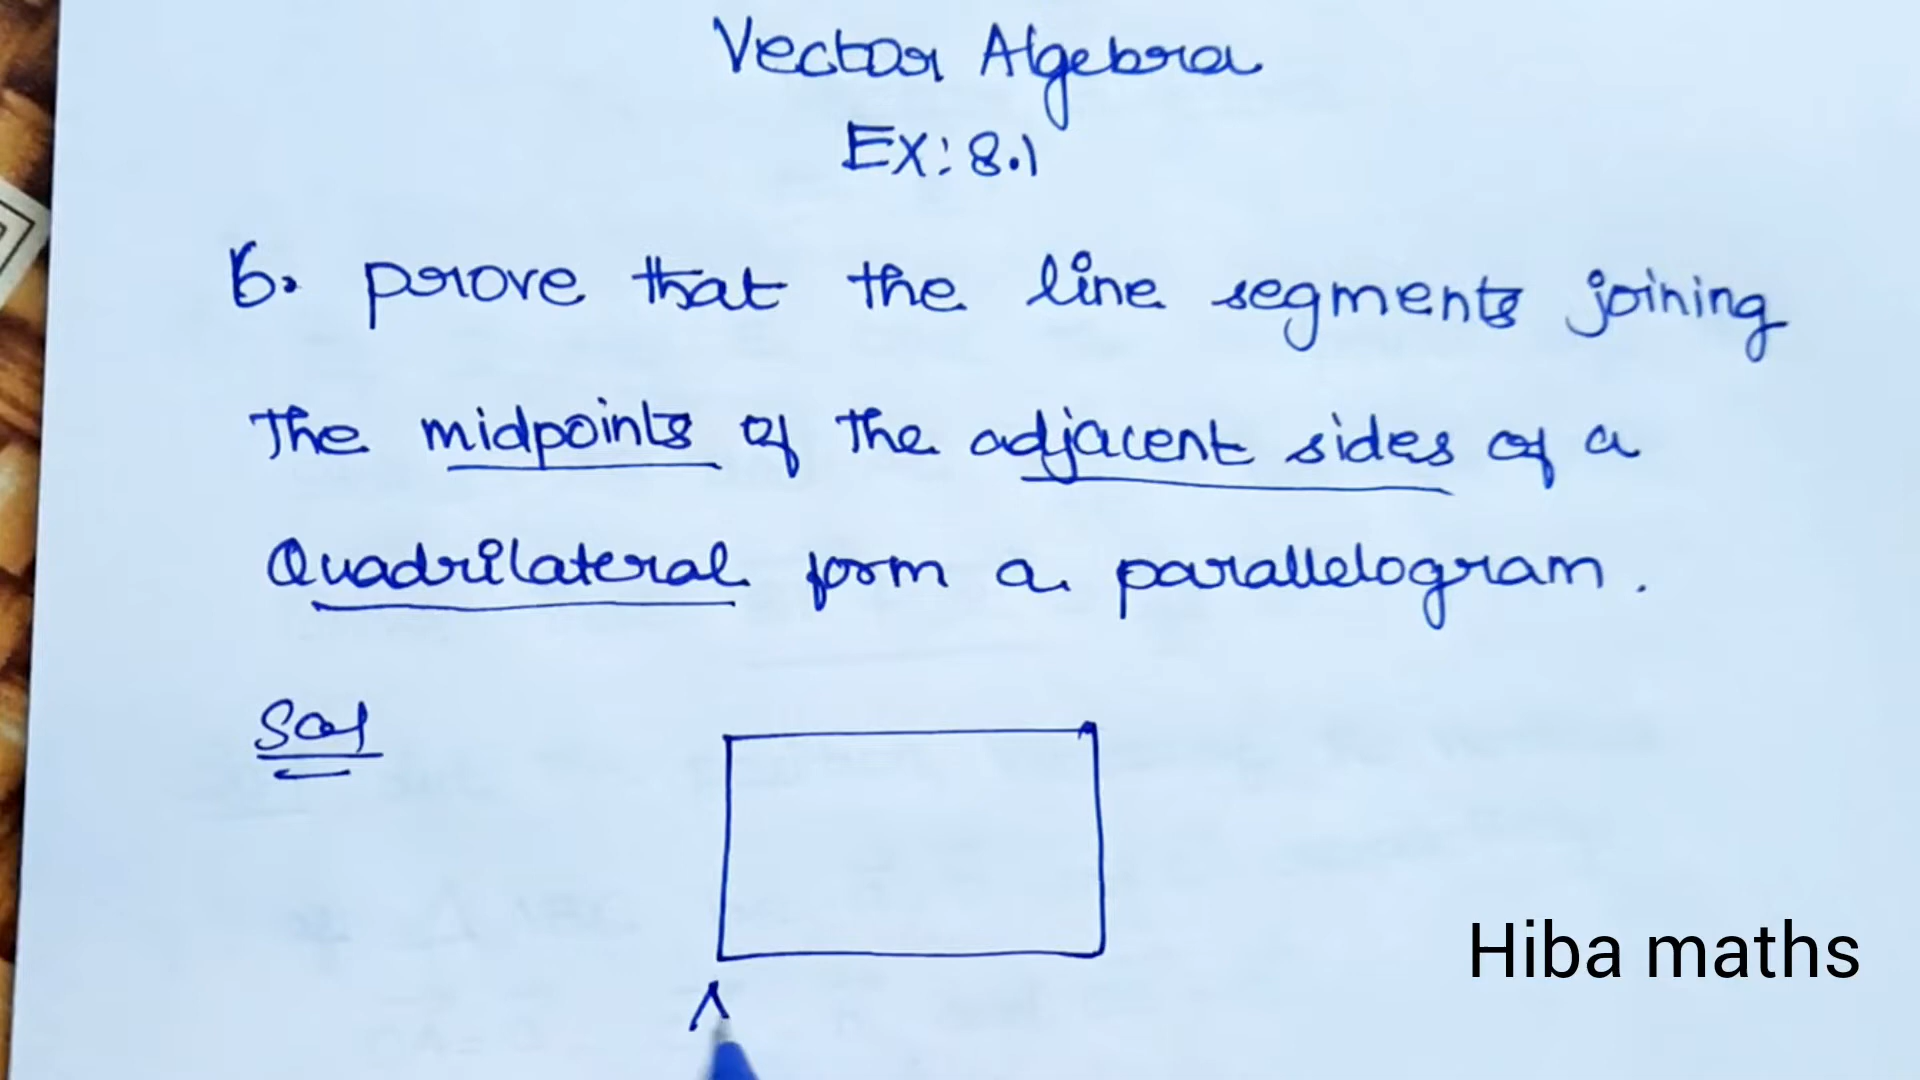 Vector Algebra
Ex: 8.1
6. prove that the line segments joining
the midpoints of the adjacent sides of a
Quadrilateral form a parallelogram.
Sol
A
Hiba maths